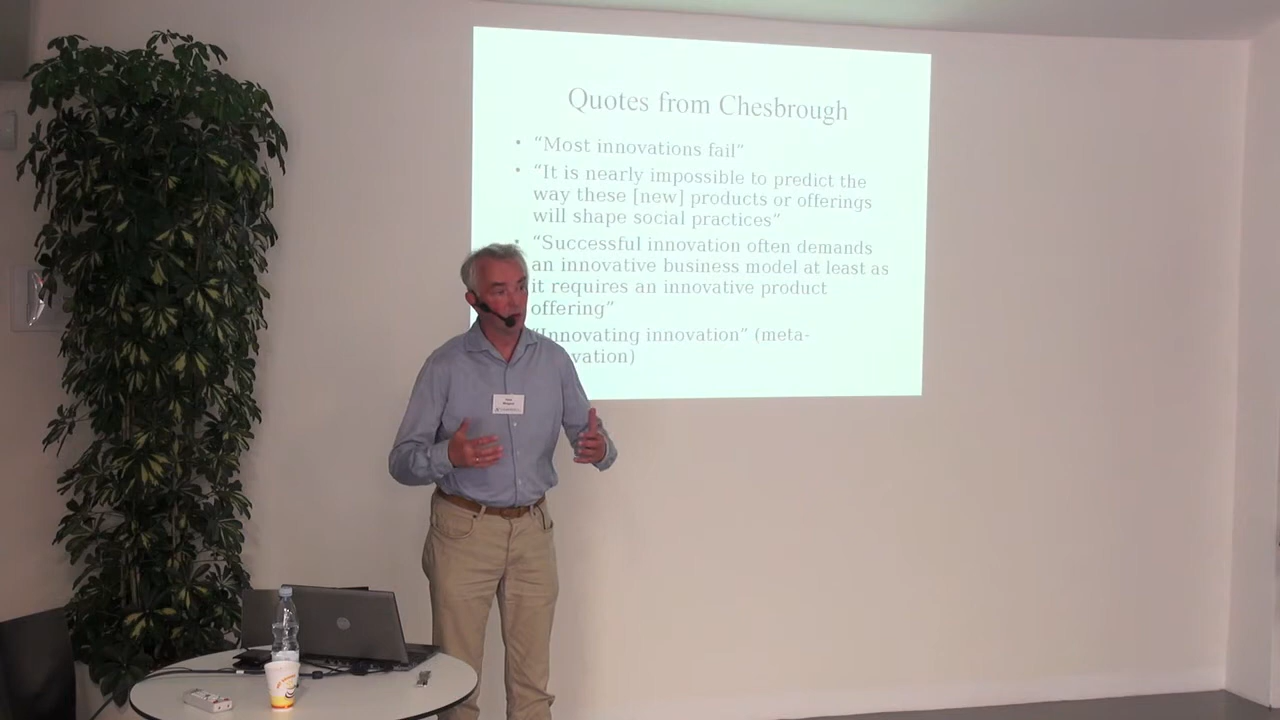 Quotes from Chesbrough
• “Most innovations fail”
• “It is nearly impossible to predict the
way these [new] products or offerings
will shape social practices”
• “Successful innovation often demands
an innovative business model at least as
it requires an innovative product
offering”
“Innovating innovation” (meta-
vation)